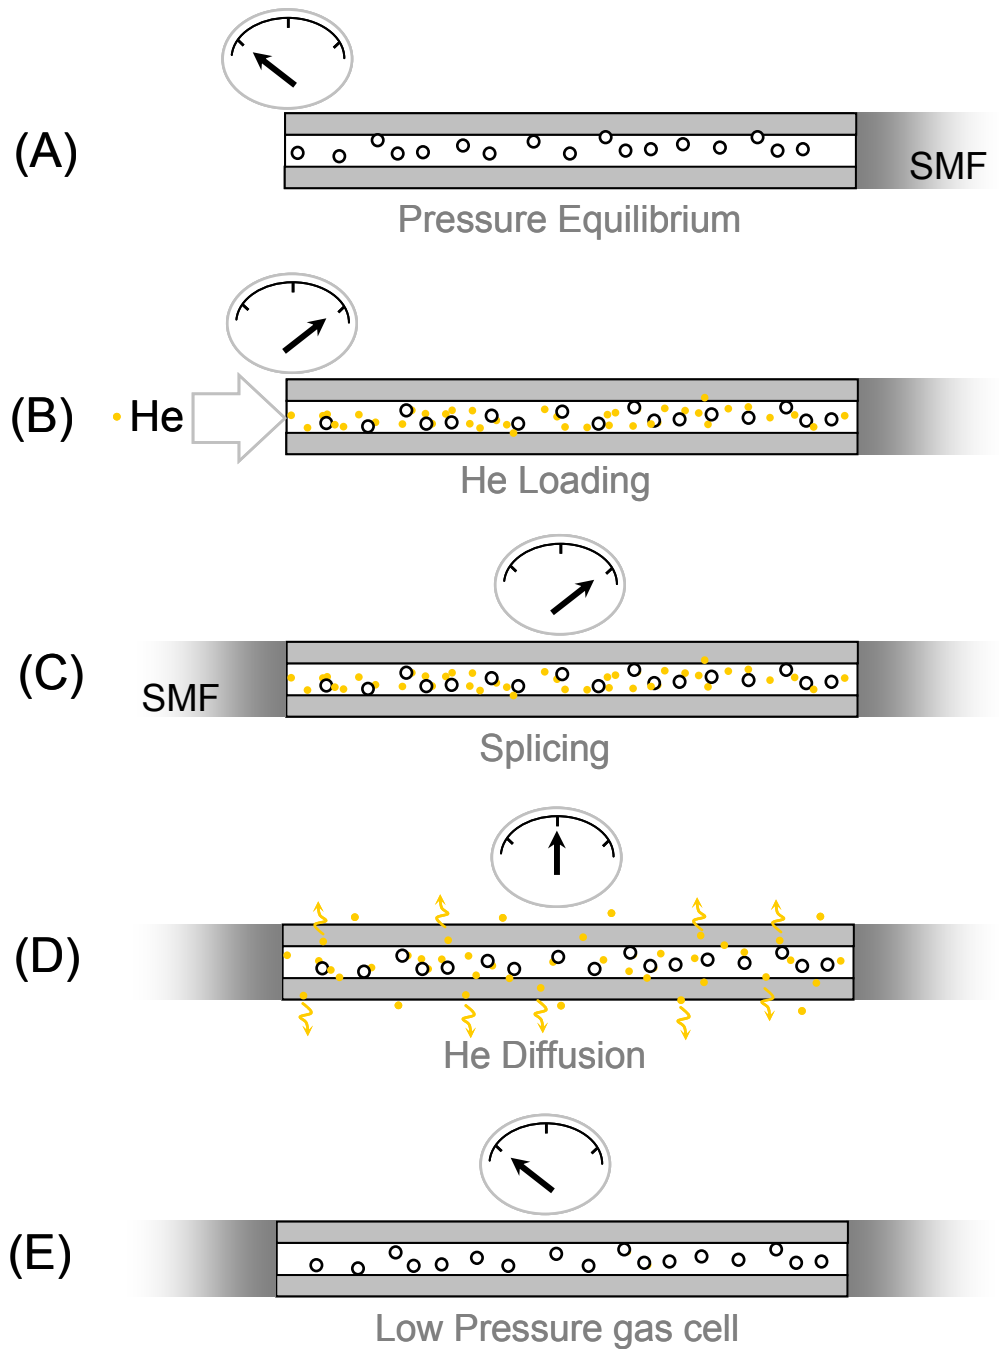 (A)
SMF
Pressure Equilibrium
(B)
He
He Loading
(C)
SMF
Splicing
(D)
He Diffusion
(E)
Low Pressure gas cell